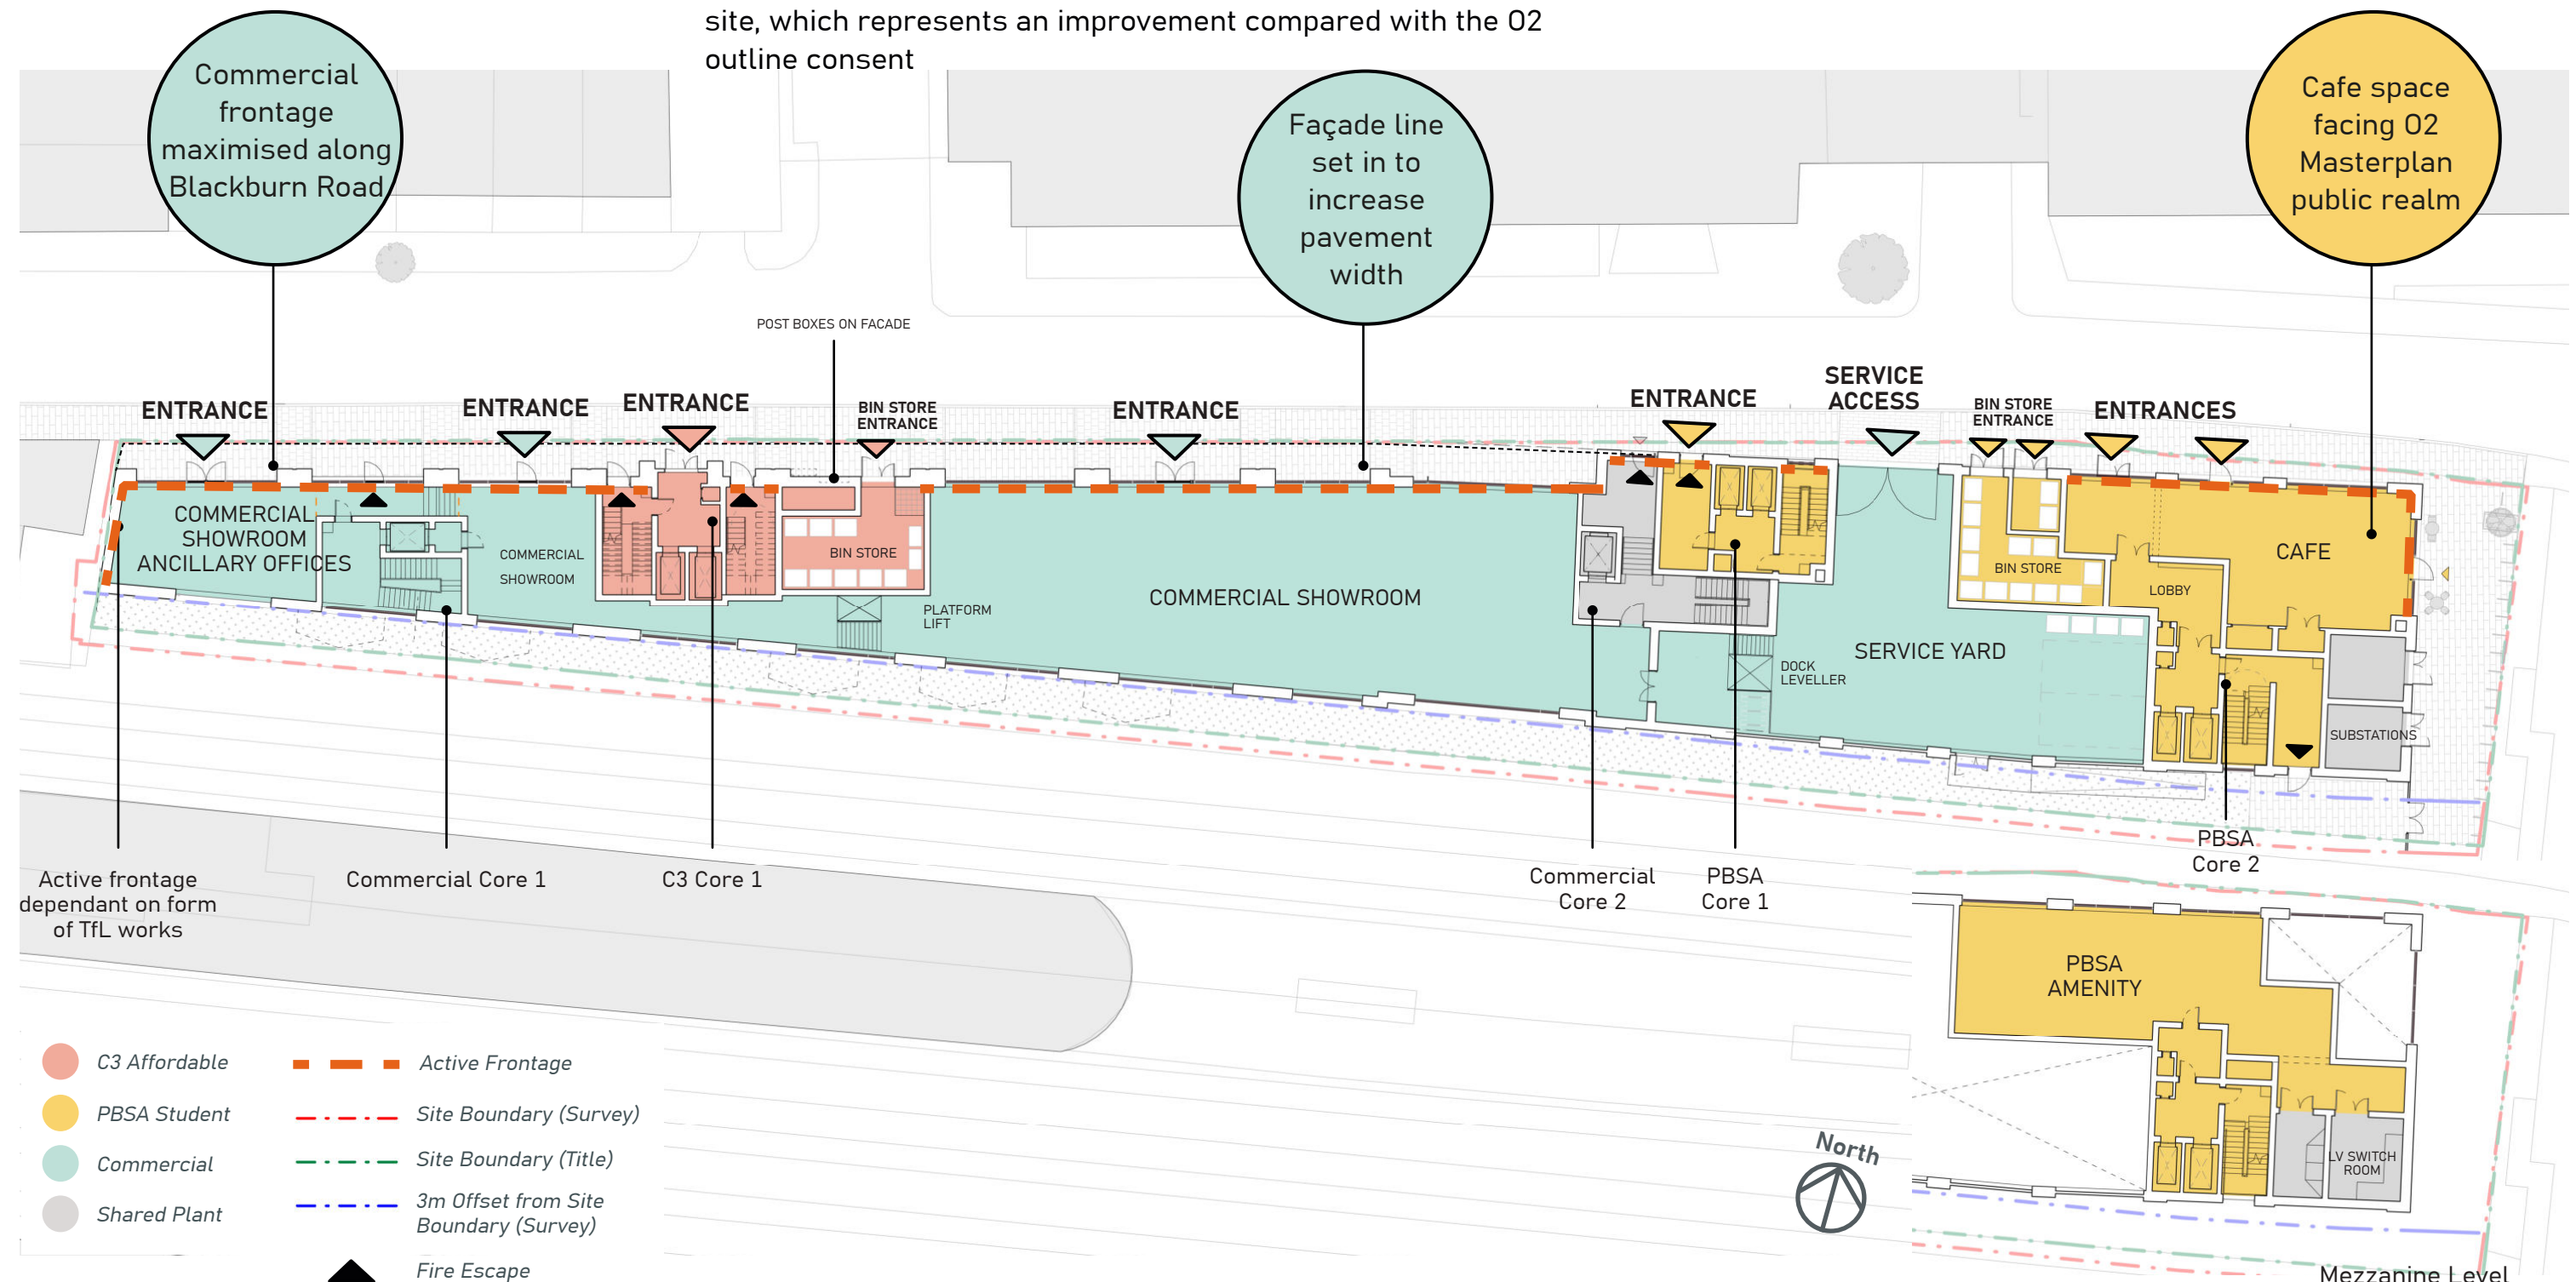 site, which represents an improvement compared with the O2
outline consent
Commercial
frontage
maximised along
Blackburn Road
Façade line
set in to
increase
pavement
width
Cafe space
facing O2
Masterplan
public realm
POST BOXES ON FACADE
ENTRANCE
ENTRANCE
ENTRANCE
BIN STORE
ENTRANCE
ENTRANCE
ENTRANCE
SERVICE
ACCESS
BIN STORE
ENTRANCE
ENTRANCES
COMMERCIAL
SHOWROOM
ANCILLARY OFFICES
COMMERCIAL
SHOWROOM
BIN STORE
PLATFORM
LIFT
COMMERCIAL SHOWROOM
DOCK
LEVELLER
SERVICE YARD
BIN STORE
LOBBY
CAFE
SUBSTATIONS
Active frontage
dependant on form
of TfL works
Commercial Core 1
C3 Core 1
Commercial
Core 2
PBSA
Core 1
PBSA
Core 2
PBSA
AMENITY
LV SWITCH
ROOM
Mezzanine Level
North
C3 Affordable
PBSA Student
Commercial
Shared Plant
Active Frontage
Site Boundary (Survey)
Site Boundary (Title)
3m Offset from Site
Boundary (Survey)
Fire Escape